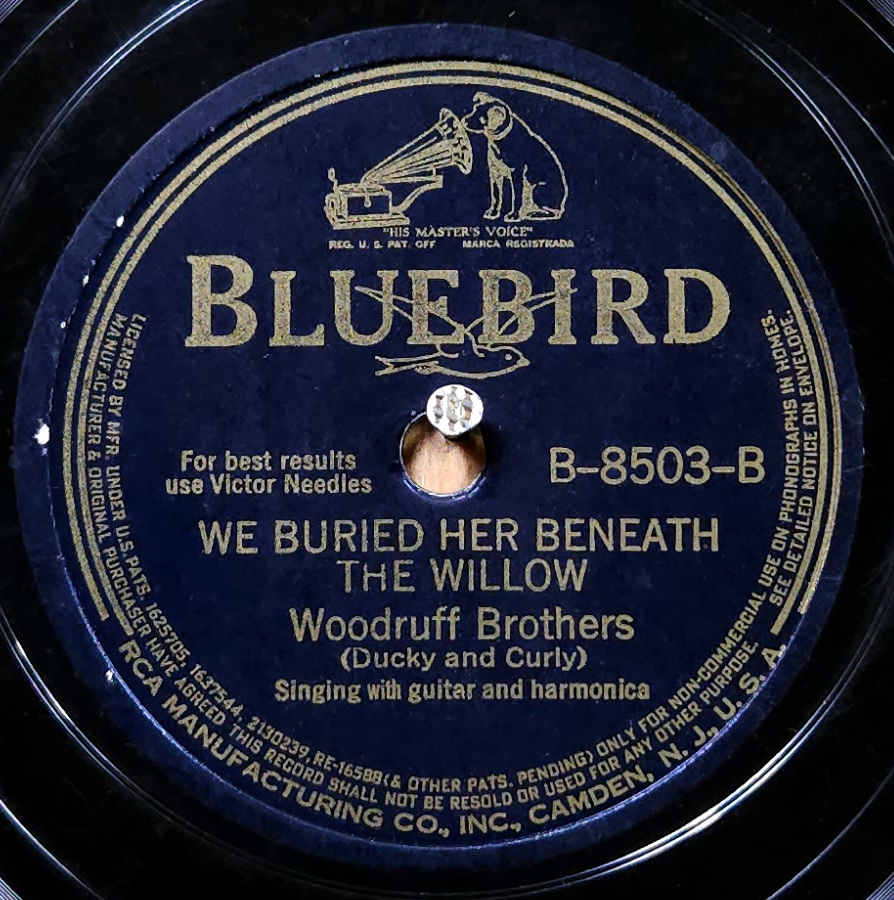 "HIS MASTER'S VOICE"
REG. U. S. PAT. OFF MARCA REGISTRADA
BLUEBIRD
For best results
use Victor Needles
B-8503-B
WE BURIED HER BENEATH
THE WILLOW
Woodruff Brothers
(Ducky and Curly)
Singing with guitar and harmonica
LICENSED BY MFR. UNDER U.S. PATS. 1625705, 1637544, 2130239, RE-16588 (& OTHER PATS. PENDING) ONLY FOR NON-COMMERCIAL USE ON PHONOGRAPHS IN HOMES.
MANUFACTURER & ORIGINAL PURCHASER HAVE AGREED THIS RECORD SHALL NOT BE RESOLD OR USED FOR ANY OTHER PURPOSE. SEE DETAILED NOTICE ON ENVELOPE.
RCA MANUFACTURING CO., INC., CAMDEN, N. J., U. S. A.